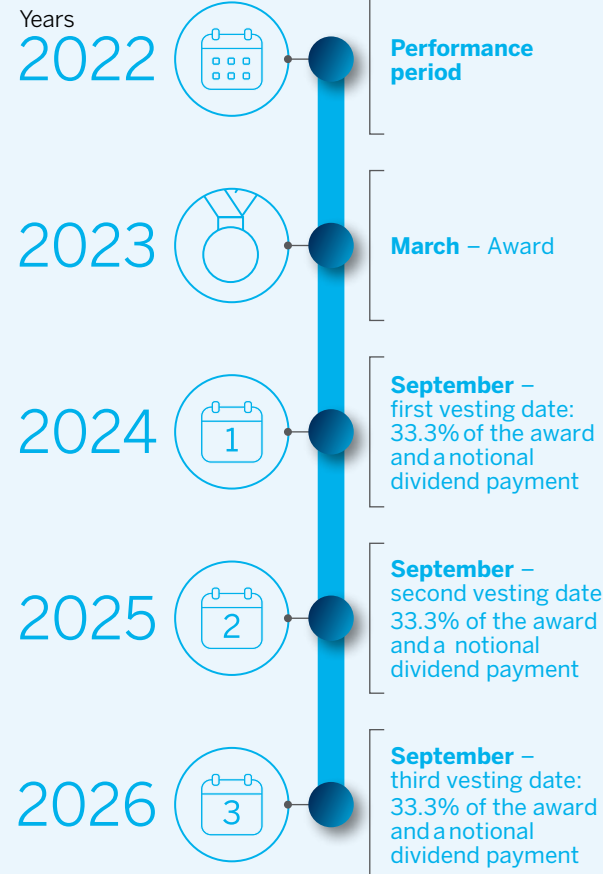 Years
2022
Performance
period
2023
March – Award
2024
1
September –
first vesting date:
33.3% of the award
and a notional
dividend payment
2025
2
September –
second vesting date
33.3% of the award
and a notional
dividend payment
2026
3
September –
third vesting date:
33.3% of the award
and a notional
dividend payment